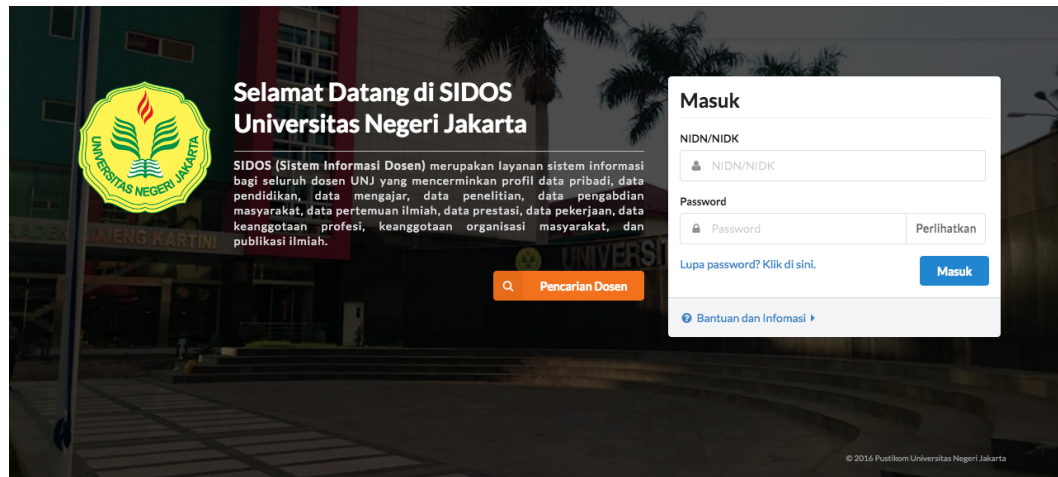 Selamat Datang di SIDOS
Universitas Negeri Jakarta
SIDOS (Sistem Informasi Dosen) merupakan layanan sistem informasi
bagi seluruh dosen UNJ yang mencerminkan profil data pribadi, data
pendidikan, data mengajar, data penelitian, data pengabdian
masyarakat, data pertemuan ilmiah, data prestasi, data pekerjaan, data
keanggotaan profesi, keanggotaan organisasi masyarakat, dan
publikasi ilmiah.
Pencarian Dosen
UNIVERSITAS NEGERI JAKARTA
DJENG KARTINI
UNIVERSI
Masuk
NIDN/NIDK
NIDN/NIDK
Password
Password
Perlihatkan
Lupa password? Klik di sini.
Masuk
Bantuan dan Infomasi
© 2016 Pustikom Universitas Negeri Jakarta